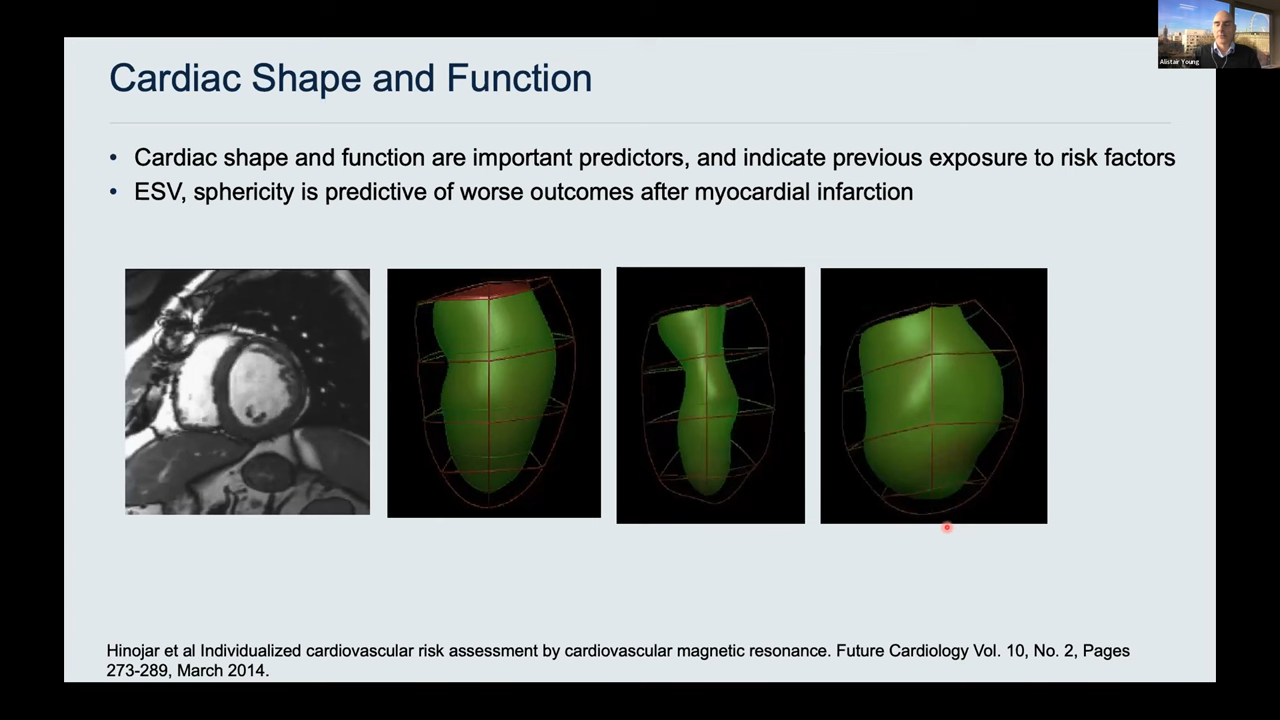 Alistair Young
Cardiac Shape and Function
• Cardiac shape and function are important predictors, and indicate previous exposure to risk factors
• ESV, sphericity is predictive of worse outcomes after myocardial infarction
Hinojar et al Individualized cardiovascular risk assessment by cardiovascular magnetic resonance. Future Cardiology Vol. 10, No. 2, Pages
273-289, March 2014.